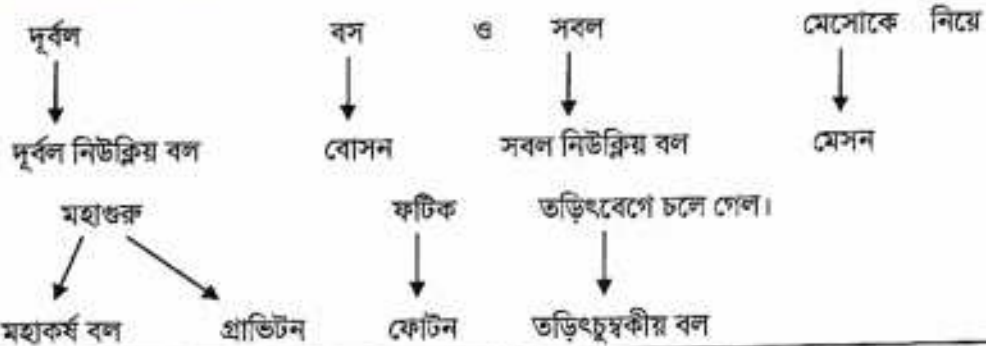 দূর্বল বস ও সবল মেসোকে নিয়ে
দূর্বল নিউক্লিয় বল বোসন সবল নিউক্লিয় বল মেসন
মহাগুরু ফটিক তড়িৎবেগে চলে গেল।
মহাকর্ষ বল গ্রাভিটন ফোটন তড়িৎচুম্বকীয় বল